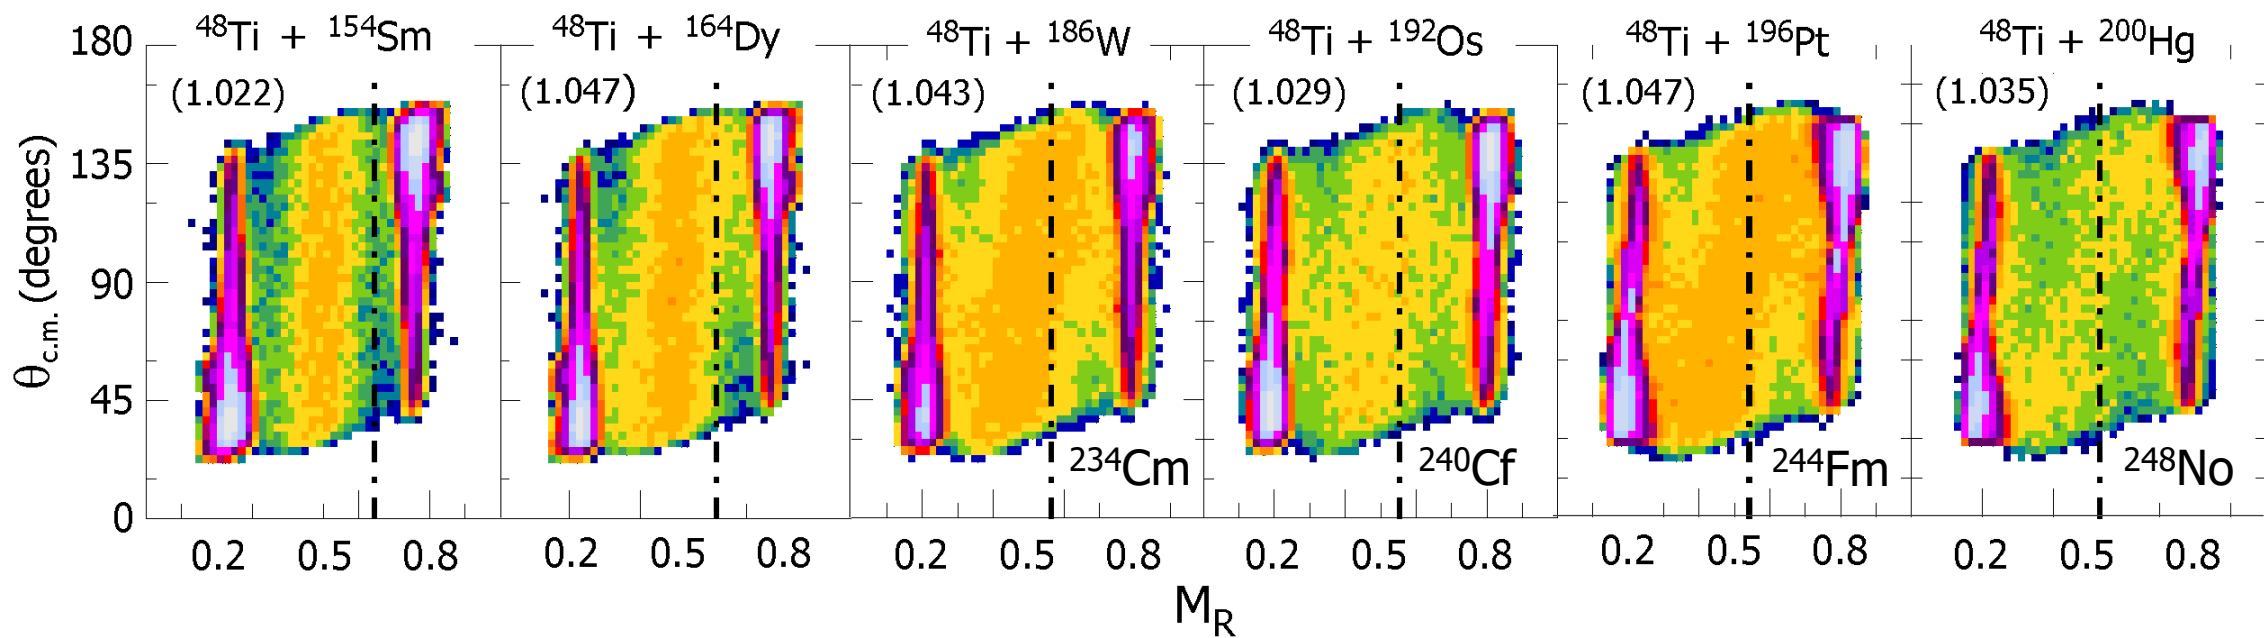 ⁴⁸Ti + ¹⁵⁴Sm ⁴⁸Ti + ¹⁶⁴Dy ⁴⁸Ti + ¹⁸⁶W ⁴⁸Ti + ¹⁹²Os ⁴⁸Ti + ¹⁹⁶Pt ⁴⁸Ti + ²⁰⁰Hg
(1.022) (1.047) (1.043) (1.029) (1.047) (1.035)
180
135
90
45
0
θc.m. (degrees)
²³⁴Cm ²⁴⁰Cf ²⁴⁴Fm ²⁴⁸No
0.2 0.5 0.8 0.2 0.5 0.8 0.2 0.5 0.8 0.2 0.5 0.8 0.2 0.5 0.8 0.2 0.5 0.8
MR